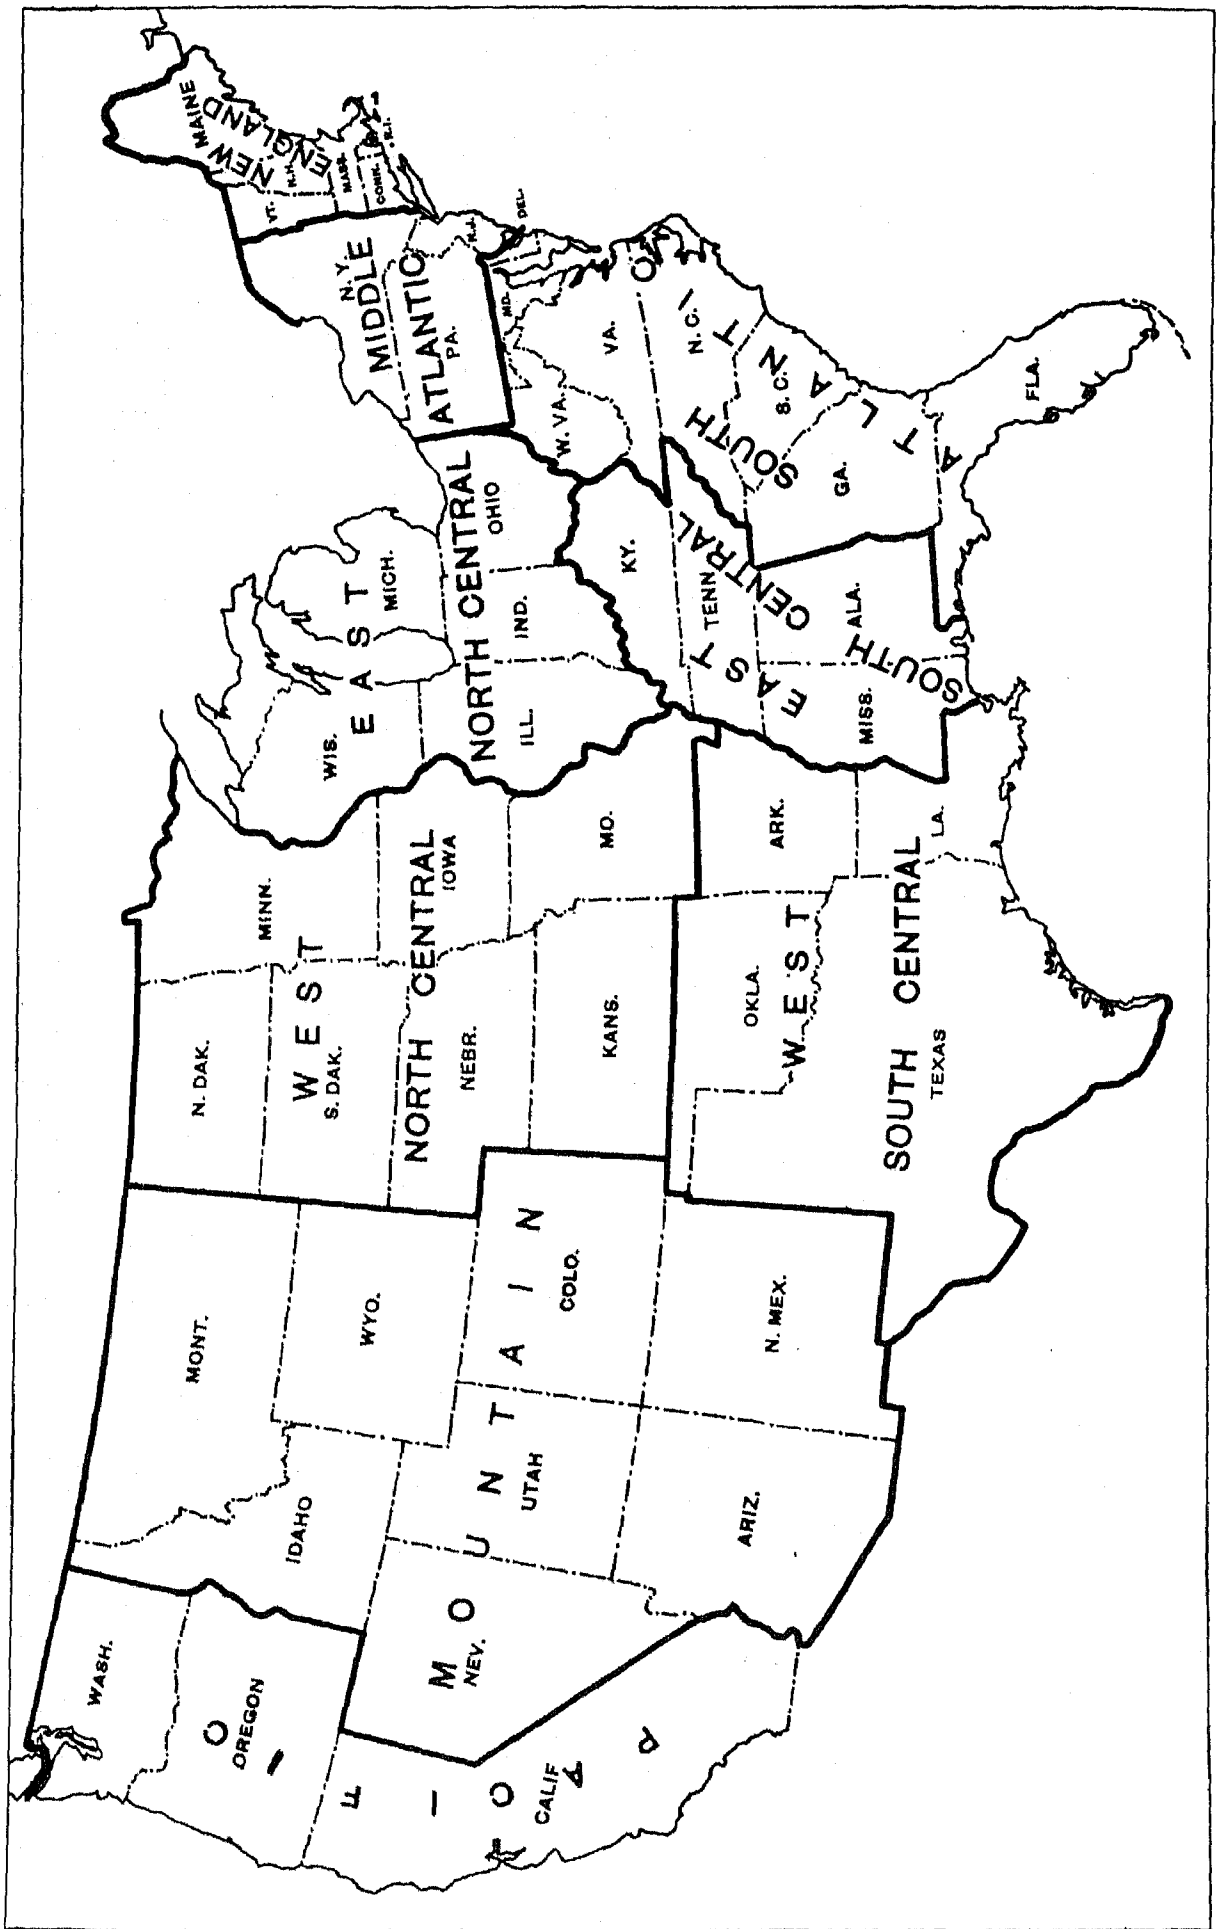 PACIFIC
WASH.
OREGON
CALIF
MOUNTAIN
MONT.
IDAHO
WYO.
NEV.
UTAH
COLO.
ARIZ.
N. MEX.
WEST
NORTH CENTRAL
N. DAK.
MINN.
S. DAK.
IOWA
NEBR.
KANS.
MO.
WEST
SOUTH CENTRAL
OKLA.
ARK.
TEXAS
LA.
EAST
NORTH CENTRAL
WIS.
MICH.
ILL.
IND.
OHIO
EAST
SOUTH CENTRAL
KY.
TENN
MISS.
ALA.
SOUTH ATLANTIC
W. VA.
VA.
MD.
DEL.
N. C.
S. C.
GA.
FLA.
MIDDLE
ATLANTIC
N. Y.
PA.
N.J.
NEW
ENGLAND
MAINE
VT.
N.H.
MASS.
CONN.
R.I.